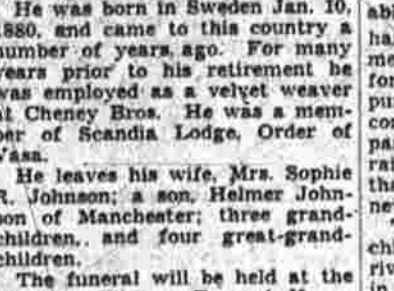 He was born in Sweden Jan. 10,
1880, and came to this country a
number of years ago. For many
years prior to his retirement he
was employed as a velvet weaver
at Cheney Bros. He was a mem-
ber of Scandia Lodge, Order of
Vasa.
He leaves his wife, Mrs. Sophie
R. Johnson; a son, Helmer John-
son of Manchester; three grand-
children, and four great-grand-
children.
The funeral will be held at the